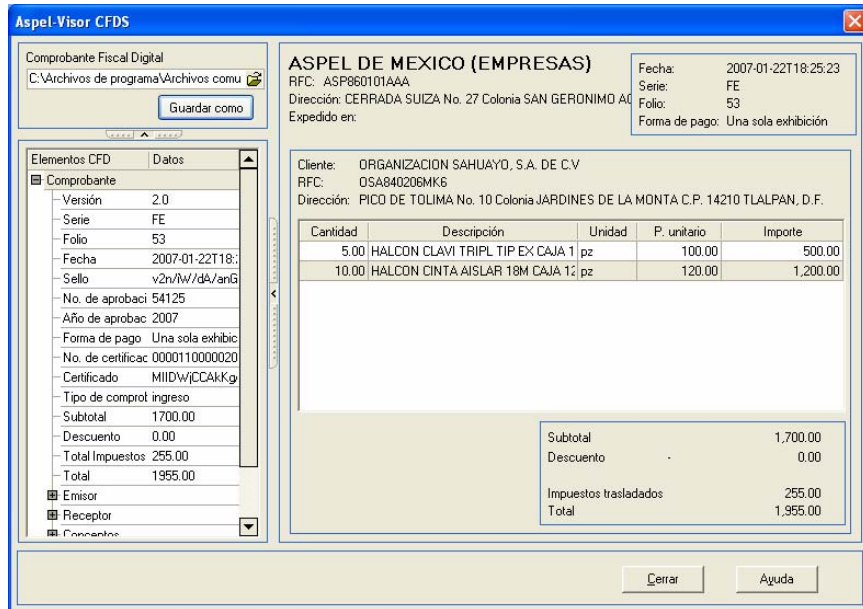 Aspel-Visor CFDS
Comprobante Fiscal Digital
C:\Archivos de programa\Archivos comu
Guardar como
Elementos CFD Datos
Comprobante
Versión 2.0
Serie FE
Folio 53
Fecha 2007-01-22T18:
Sello v2n/iW/dA/anG
No. de aprobaci 54125
Año de aprobac 2007
Forma de pago Una sola exhibic
No. de certificac 0000110000020
Certificado MIIDWjCCAkKg
Tipo de comprot ingreso
Subtotal 1700.00
Descuento 0.00
Total Impuestos 255.00
Total 1955.00
Emisor
Receptor
Conceptos
ASPEL DE MEXICO (EMPRESAS)
RFC: ASP860101AAA
Dirección: CERRADA SUIZA No. 27 Colonia SAN GERONIMO AC
Expedido en:
Fecha: 2007-01-22T18:25:23
Serie: FE
Folio: 53
Forma de pago: Una sola exhibición
Cliente: ORGANIZACION SAHUAYO, S.A. DE C.V
RFC: OSA840206MK6
Dirección: PICO DE TOLIMA No. 10 Colonia JARDINES DE LA MONTA C.P. 14210 TLALPAN, D.F.
Cantidad Descripción Unidad P. unitario Importe
5.00 HALCON CLAVI TRIPL TIP EX CAJA 1 pz 100.00 500.00
10.00 HALCON CINTA AISLAR 18M CAJA 12 pz 120.00 1,200.00
Subtotal 1,700.00
Descuento - 0.00
Impuestos trasladados 255.00
Total 1,955.00
Cerrar Ayuda